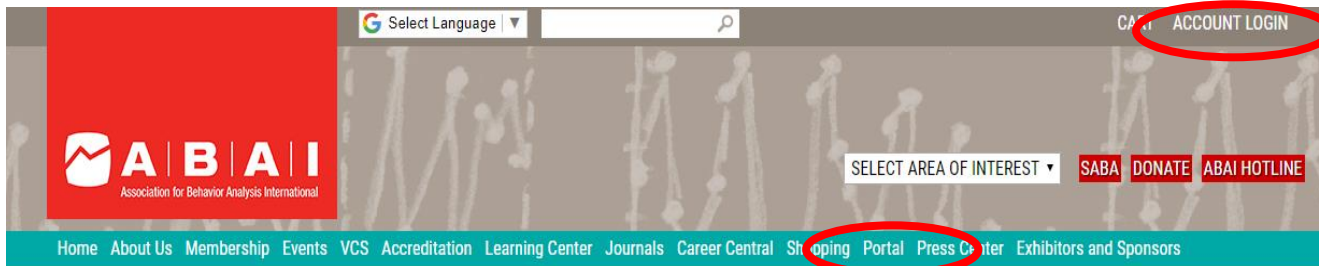 Select Language ▼
CART ACCOUNT LOGIN
A|B|A|I
Association for Behavior Analysis International
SELECT AREA OF INTEREST SABA DONATE ABAI HOTLINE
Home About Us Membership Events VCS Accreditation Learning Center Journals Career Central Shopping Portal Press Center Exhibitors and Sponsors